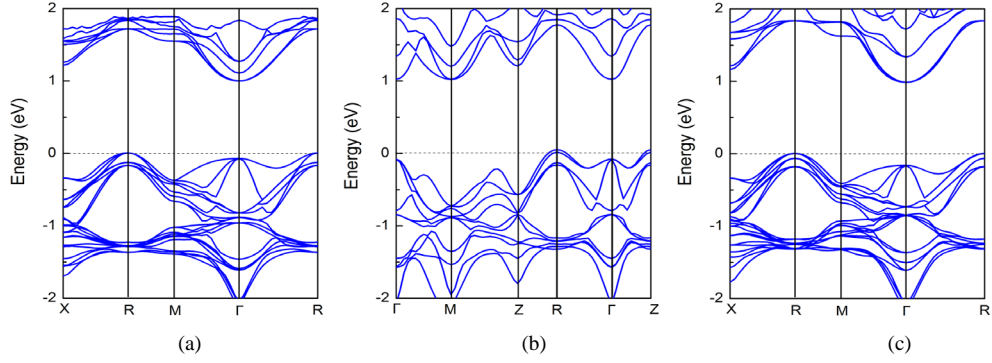 2
2
2
1
1
1
Energy (eV)
Energy (eV)
Energy (eV)
0
0
0
-1
-1
-1
-2
-2
-2
X R M Γ R
Γ M Z R Γ Z
X R M Γ R
(a)
(b)
(c)